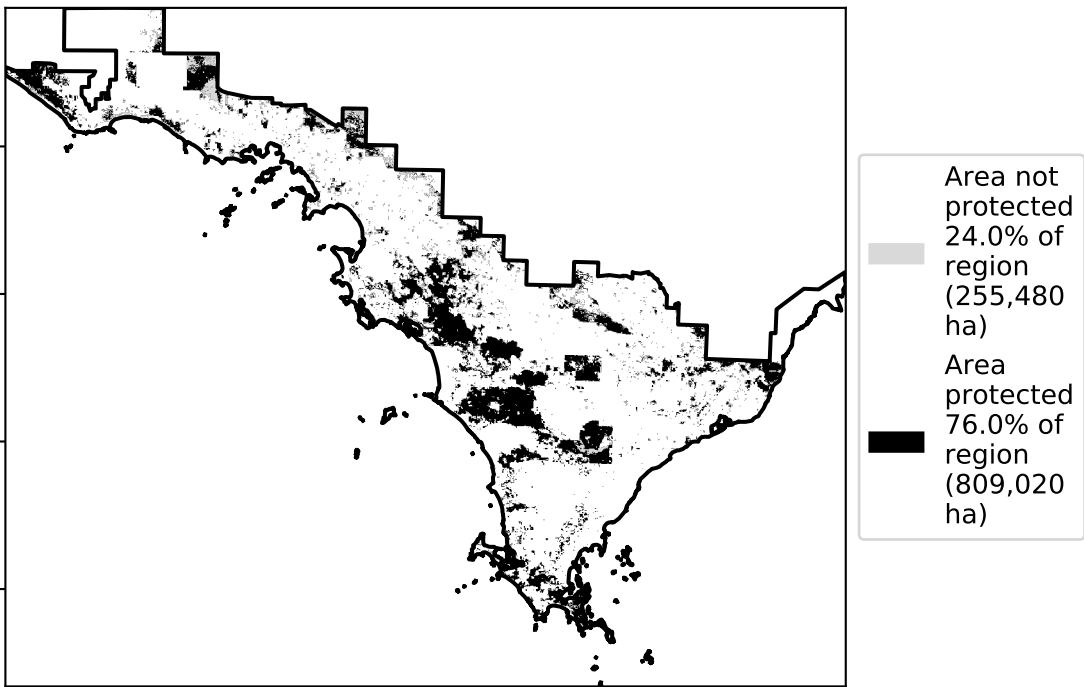 Area not
protected
24.0% of
region
(255,480
ha)
Area
protected
76.0% of
region
(809,020
ha)